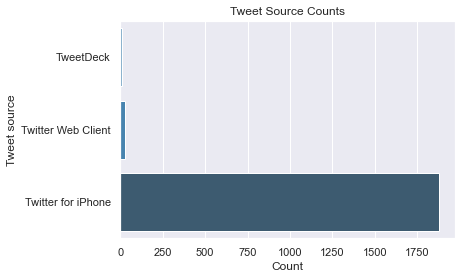 Tweet Source Counts
TweetDeck
Twitter Web Client
Twitter for iPhone
Tweet source
0 250 500 750 1000 1250 1500 1750
Count